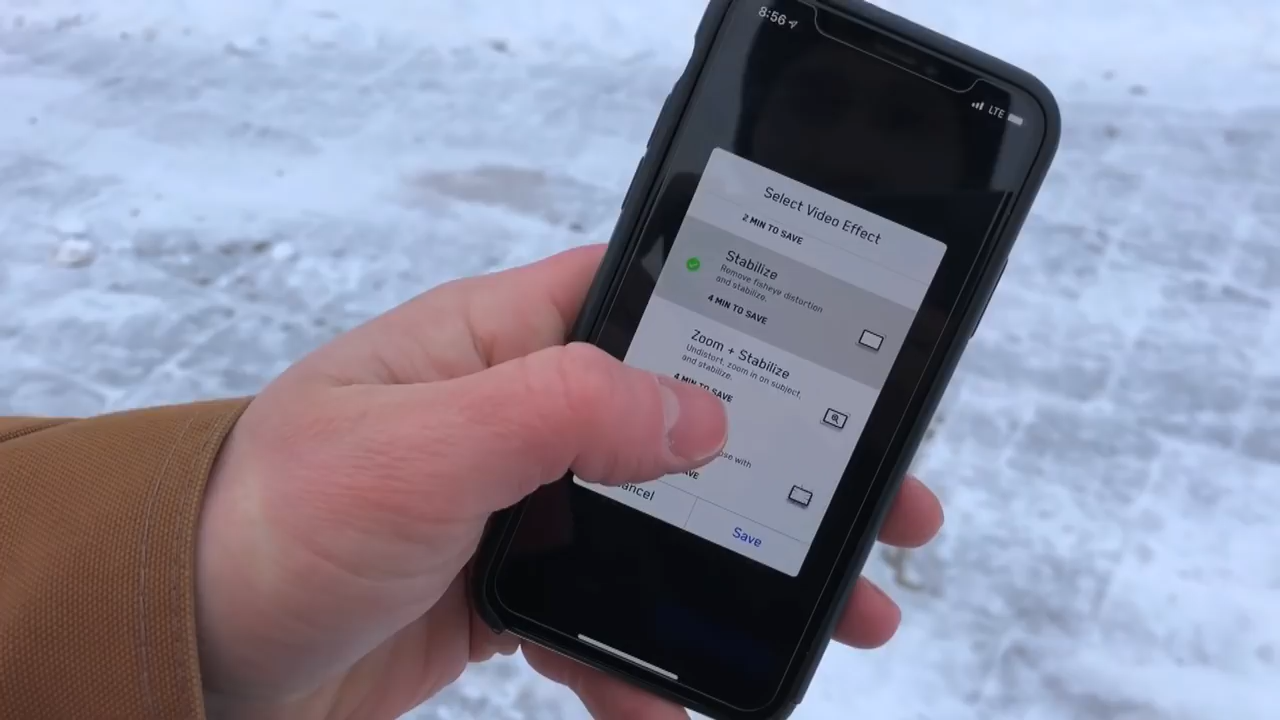 8:56
LTE
Select Video Effect
2 MIN TO SAVE
Stabilize
Remove fisheye distortion
and stabilize.
4 MIN TO SAVE
Zoom + Stabilize
Undistort, zoom in on subject,
and stabilize.
4 MIN TO SAVE
with
Save